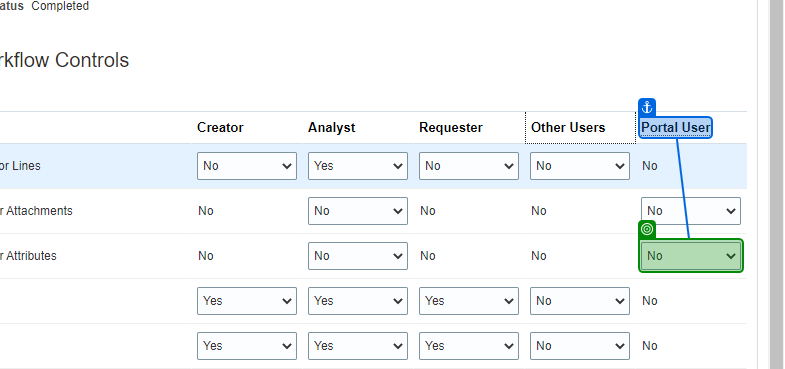 atus Completed
rkflow Controls
Creator Analyst Requester Other Users Portal User
or Lines No Yes No No No
r Attachments No No No No No
r Attributes No No No No No
Yes Yes Yes No No
Yes Yes Yes No No